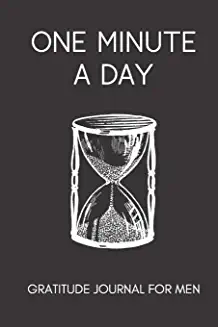 ONE MINUTE
A DAY
GRATITUDE JOURNAL FOR MEN